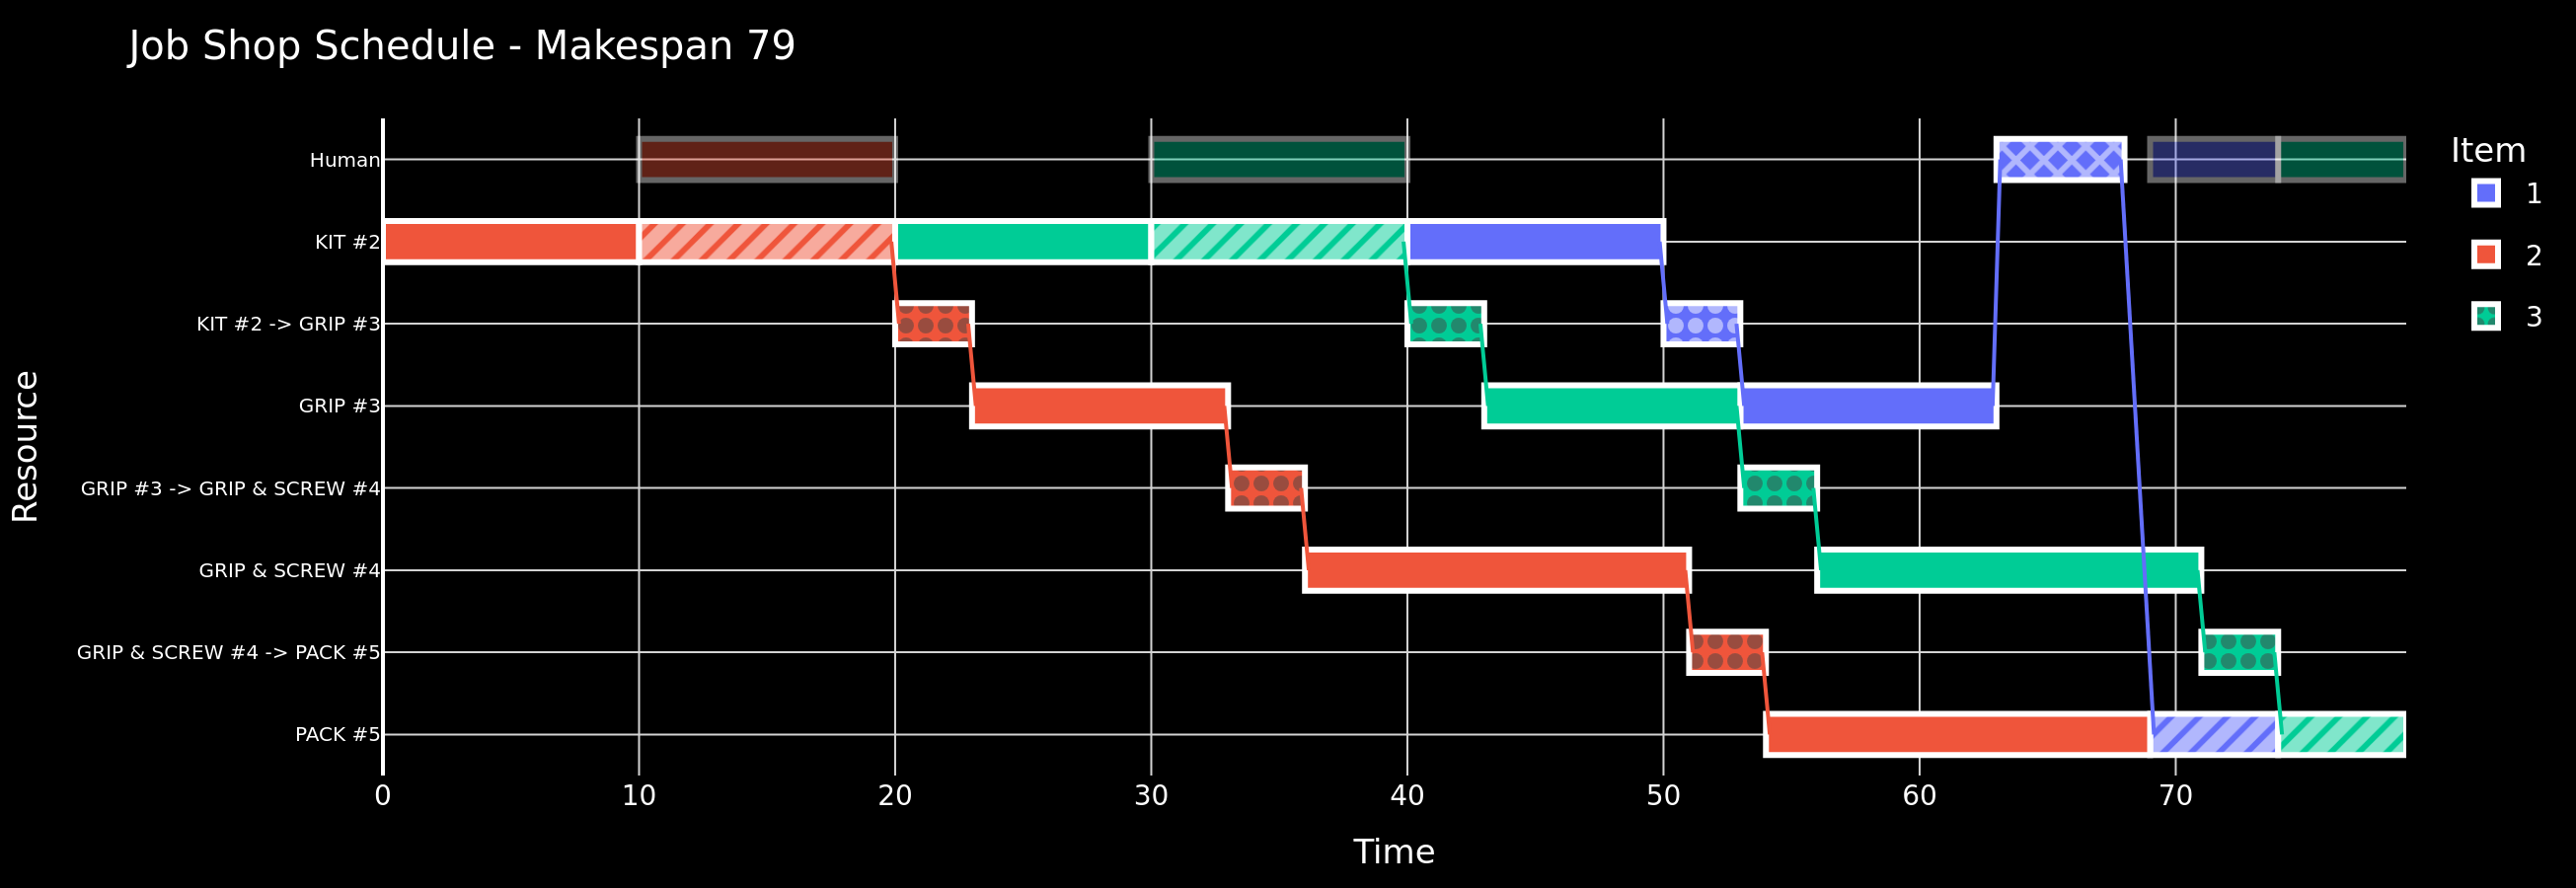 Job Shop Schedule - Makespan 79
Human
KIT #2
KIT #2 -> GRIP #3
GRIP #3
GRIP #3 -> GRIP & SCREW #4
GRIP & SCREW #4
GRIP & SCREW #4 -> PACK #5
PACK #5
Resource
0 10 20 30 40 50 60 70
Time
Item
1
2
3